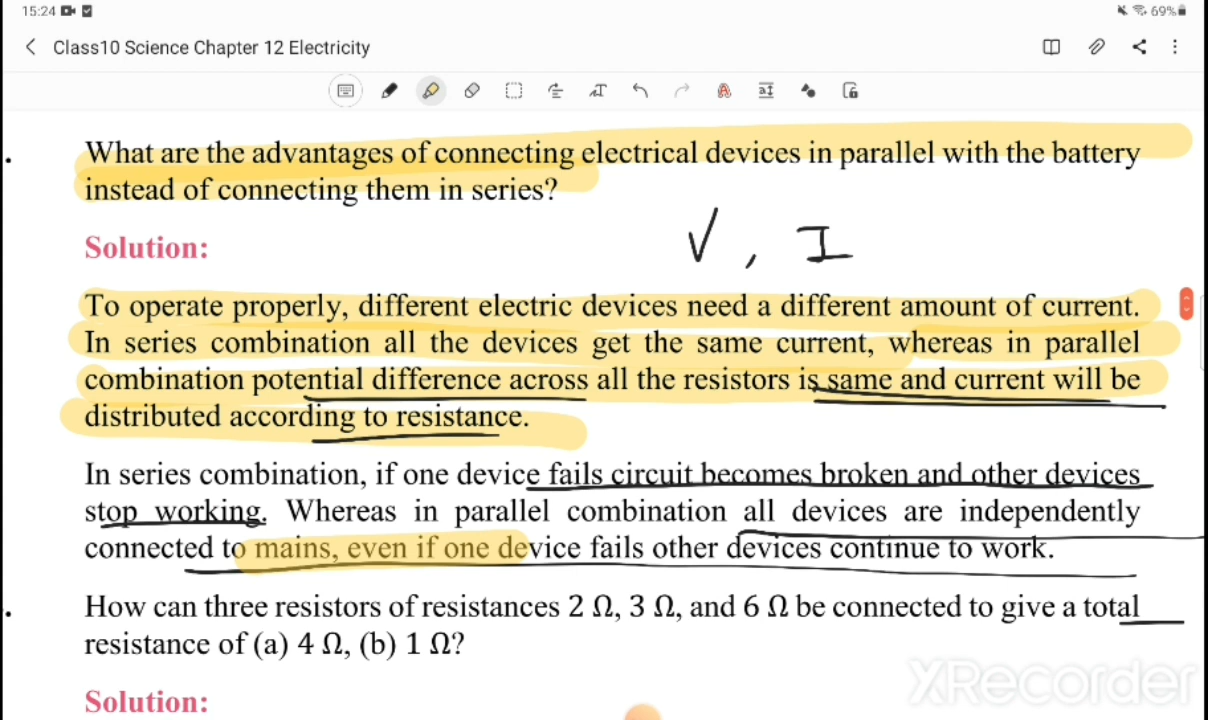 15:24 69%
Class10 Science Chapter 12 Electricity
What are the advantages of connecting electrical devices in parallel with the battery
instead of connecting them in series?
Solution:
V, I
To operate properly, different electric devices need a different amount of current.
In series combination all the devices get the same current, whereas in parallel
combination potential difference across all the resistors is same and current will be
distributed according to resistance.
In series combination, if one device fails circuit becomes broken and other devices
stop working. Whereas in parallel combination all devices are independently
connected to mains, even if one device fails other devices continue to work.
How can three resistors of resistances 2 Ω, 3 Ω, and 6 Ω be connected to give a total
resistance of (a) 4 Ω, (b) 1 Ω?
Solution:
XRecorder